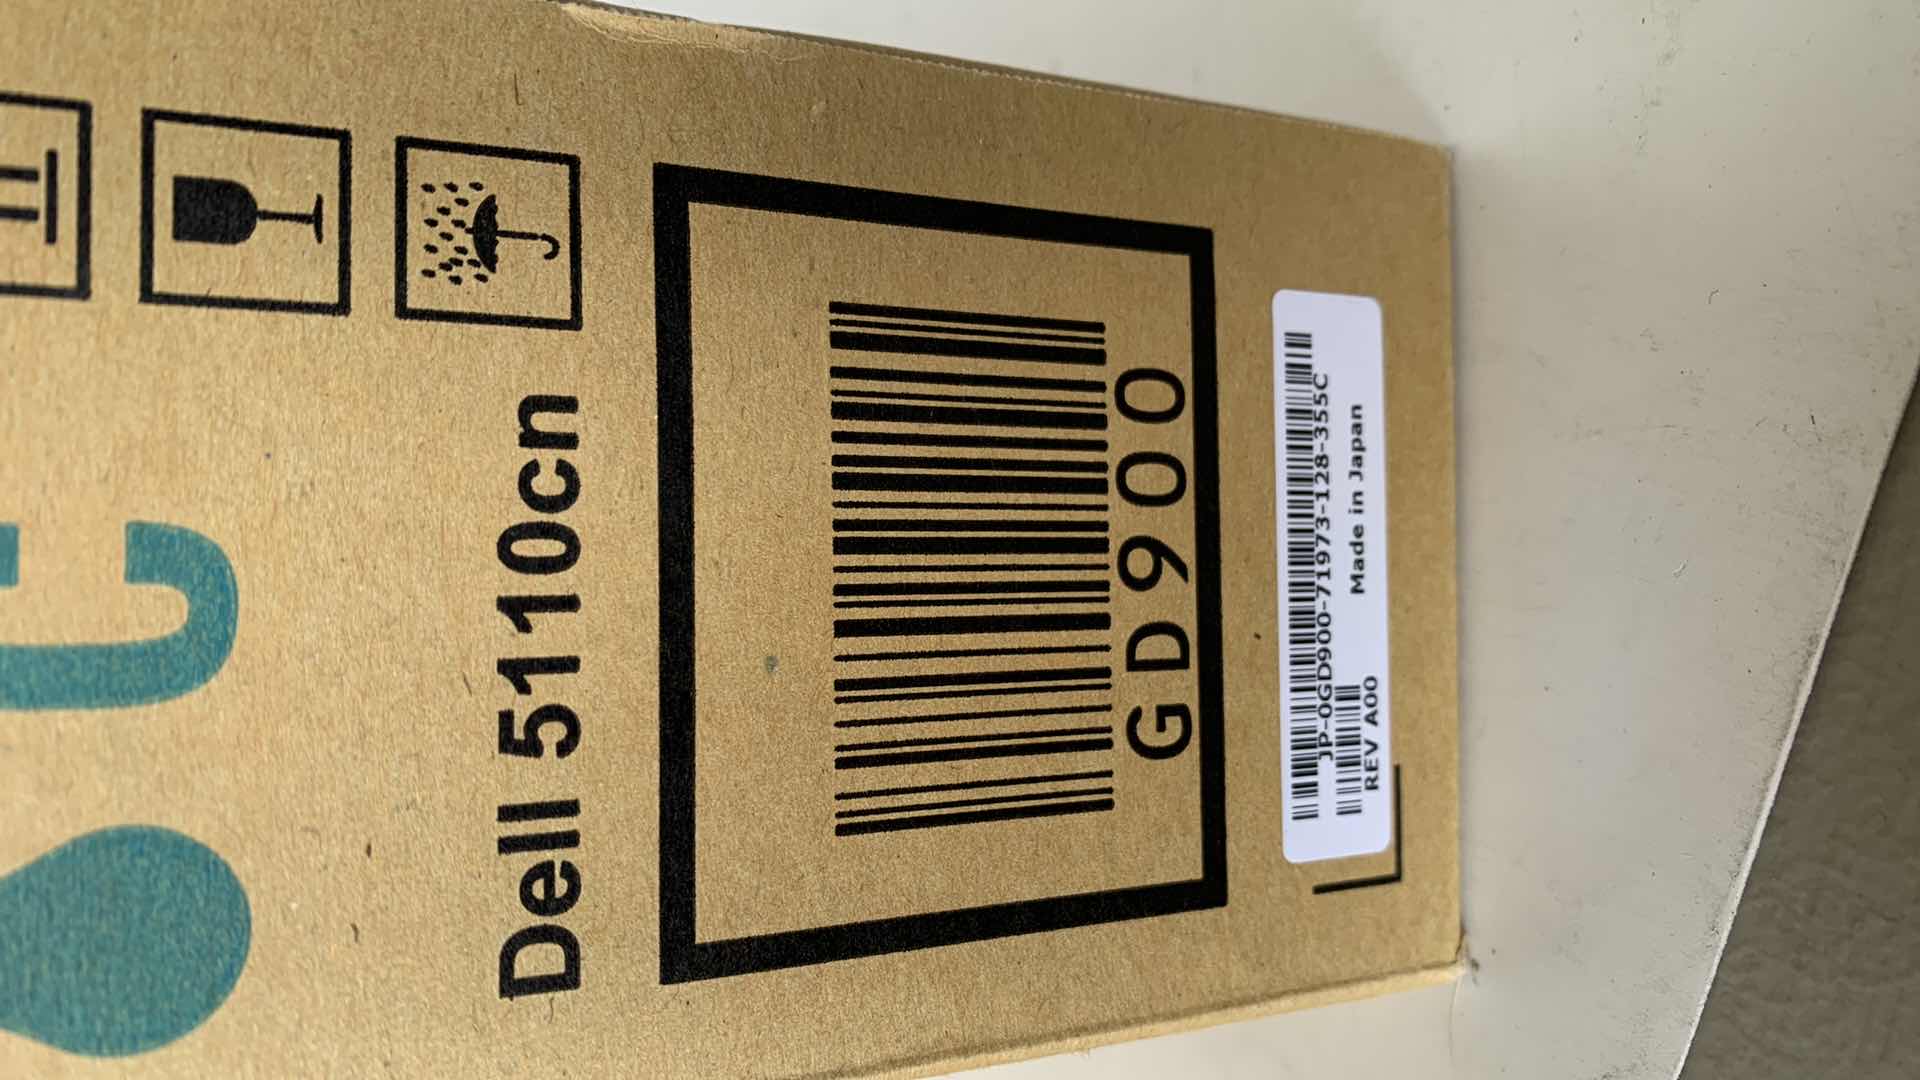 C
Dell 5110cn
GD900
JP-0GD900-71973-128-355C
REV A00 Made in Japan